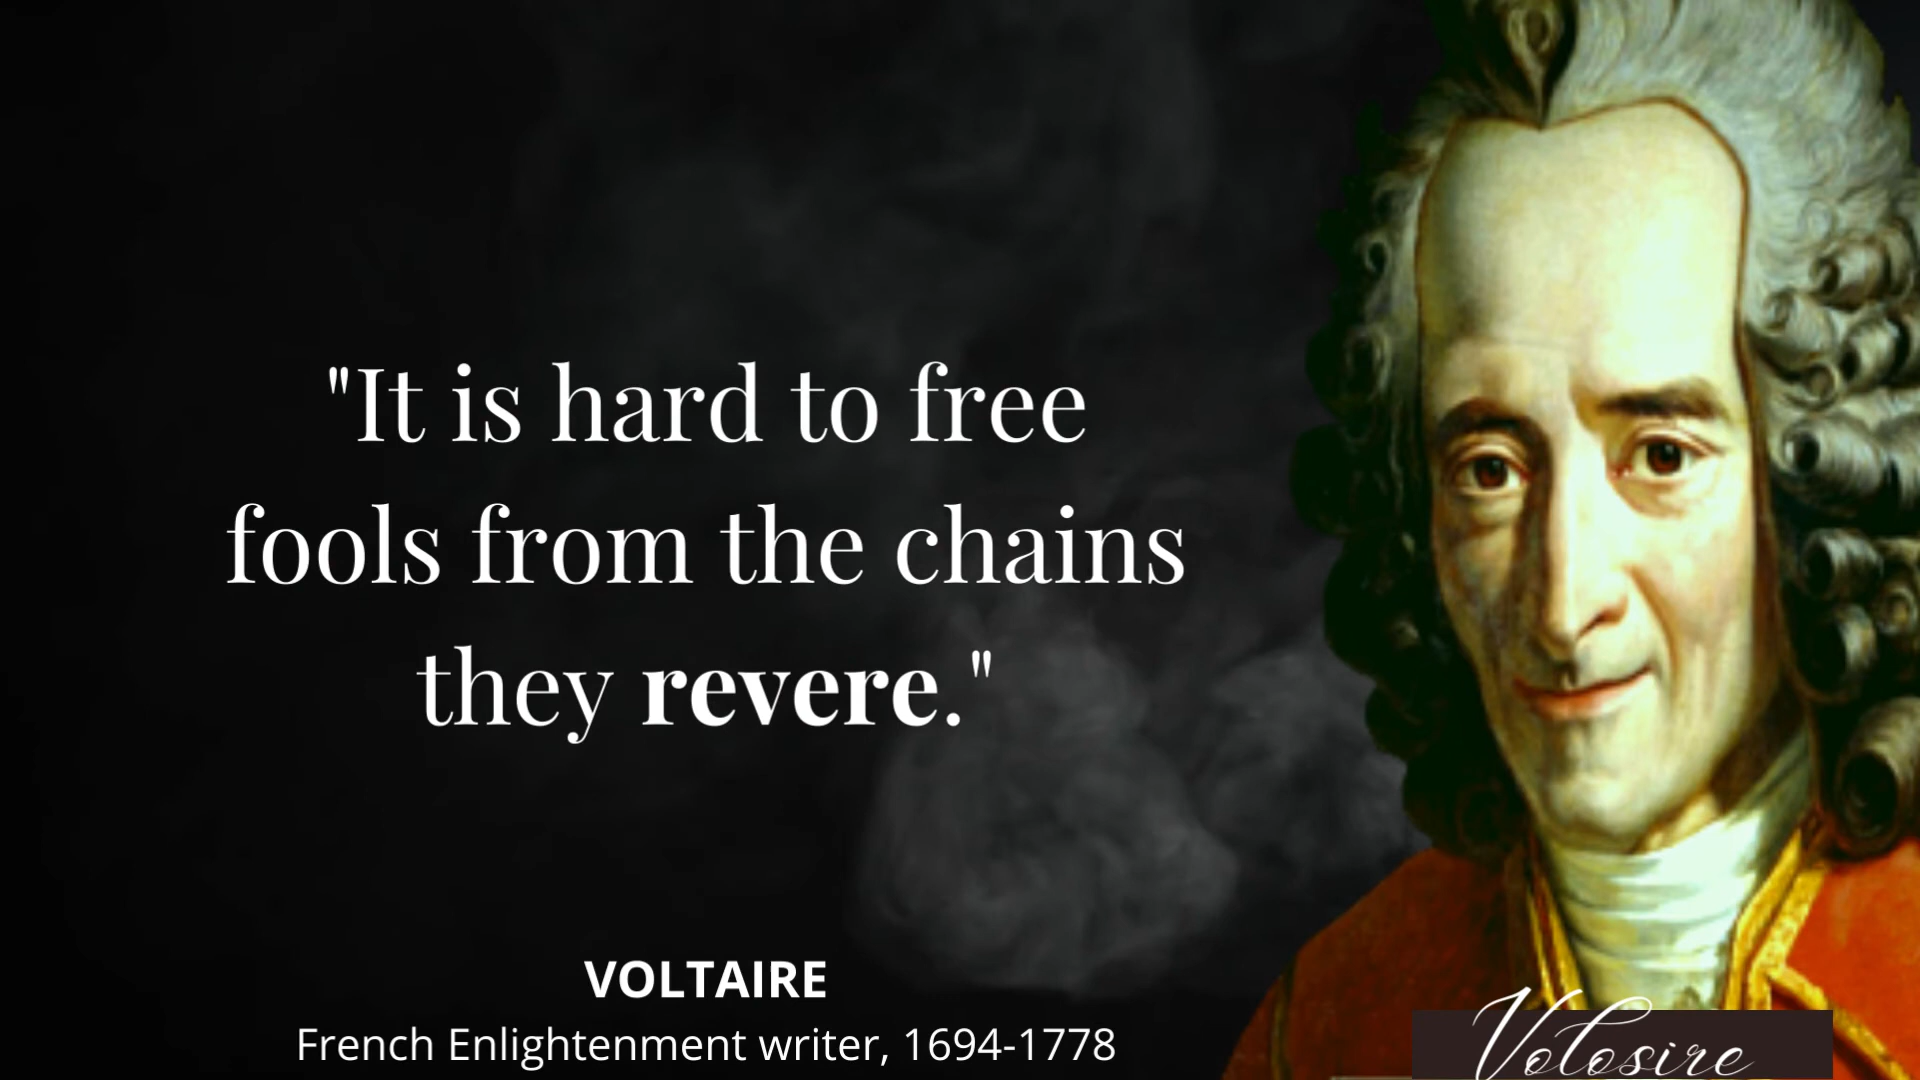 "It is hard to free
fools from the chains
they revere."
VOLTAIRE
French Enlightenment writer, 1694-1778
Volosire